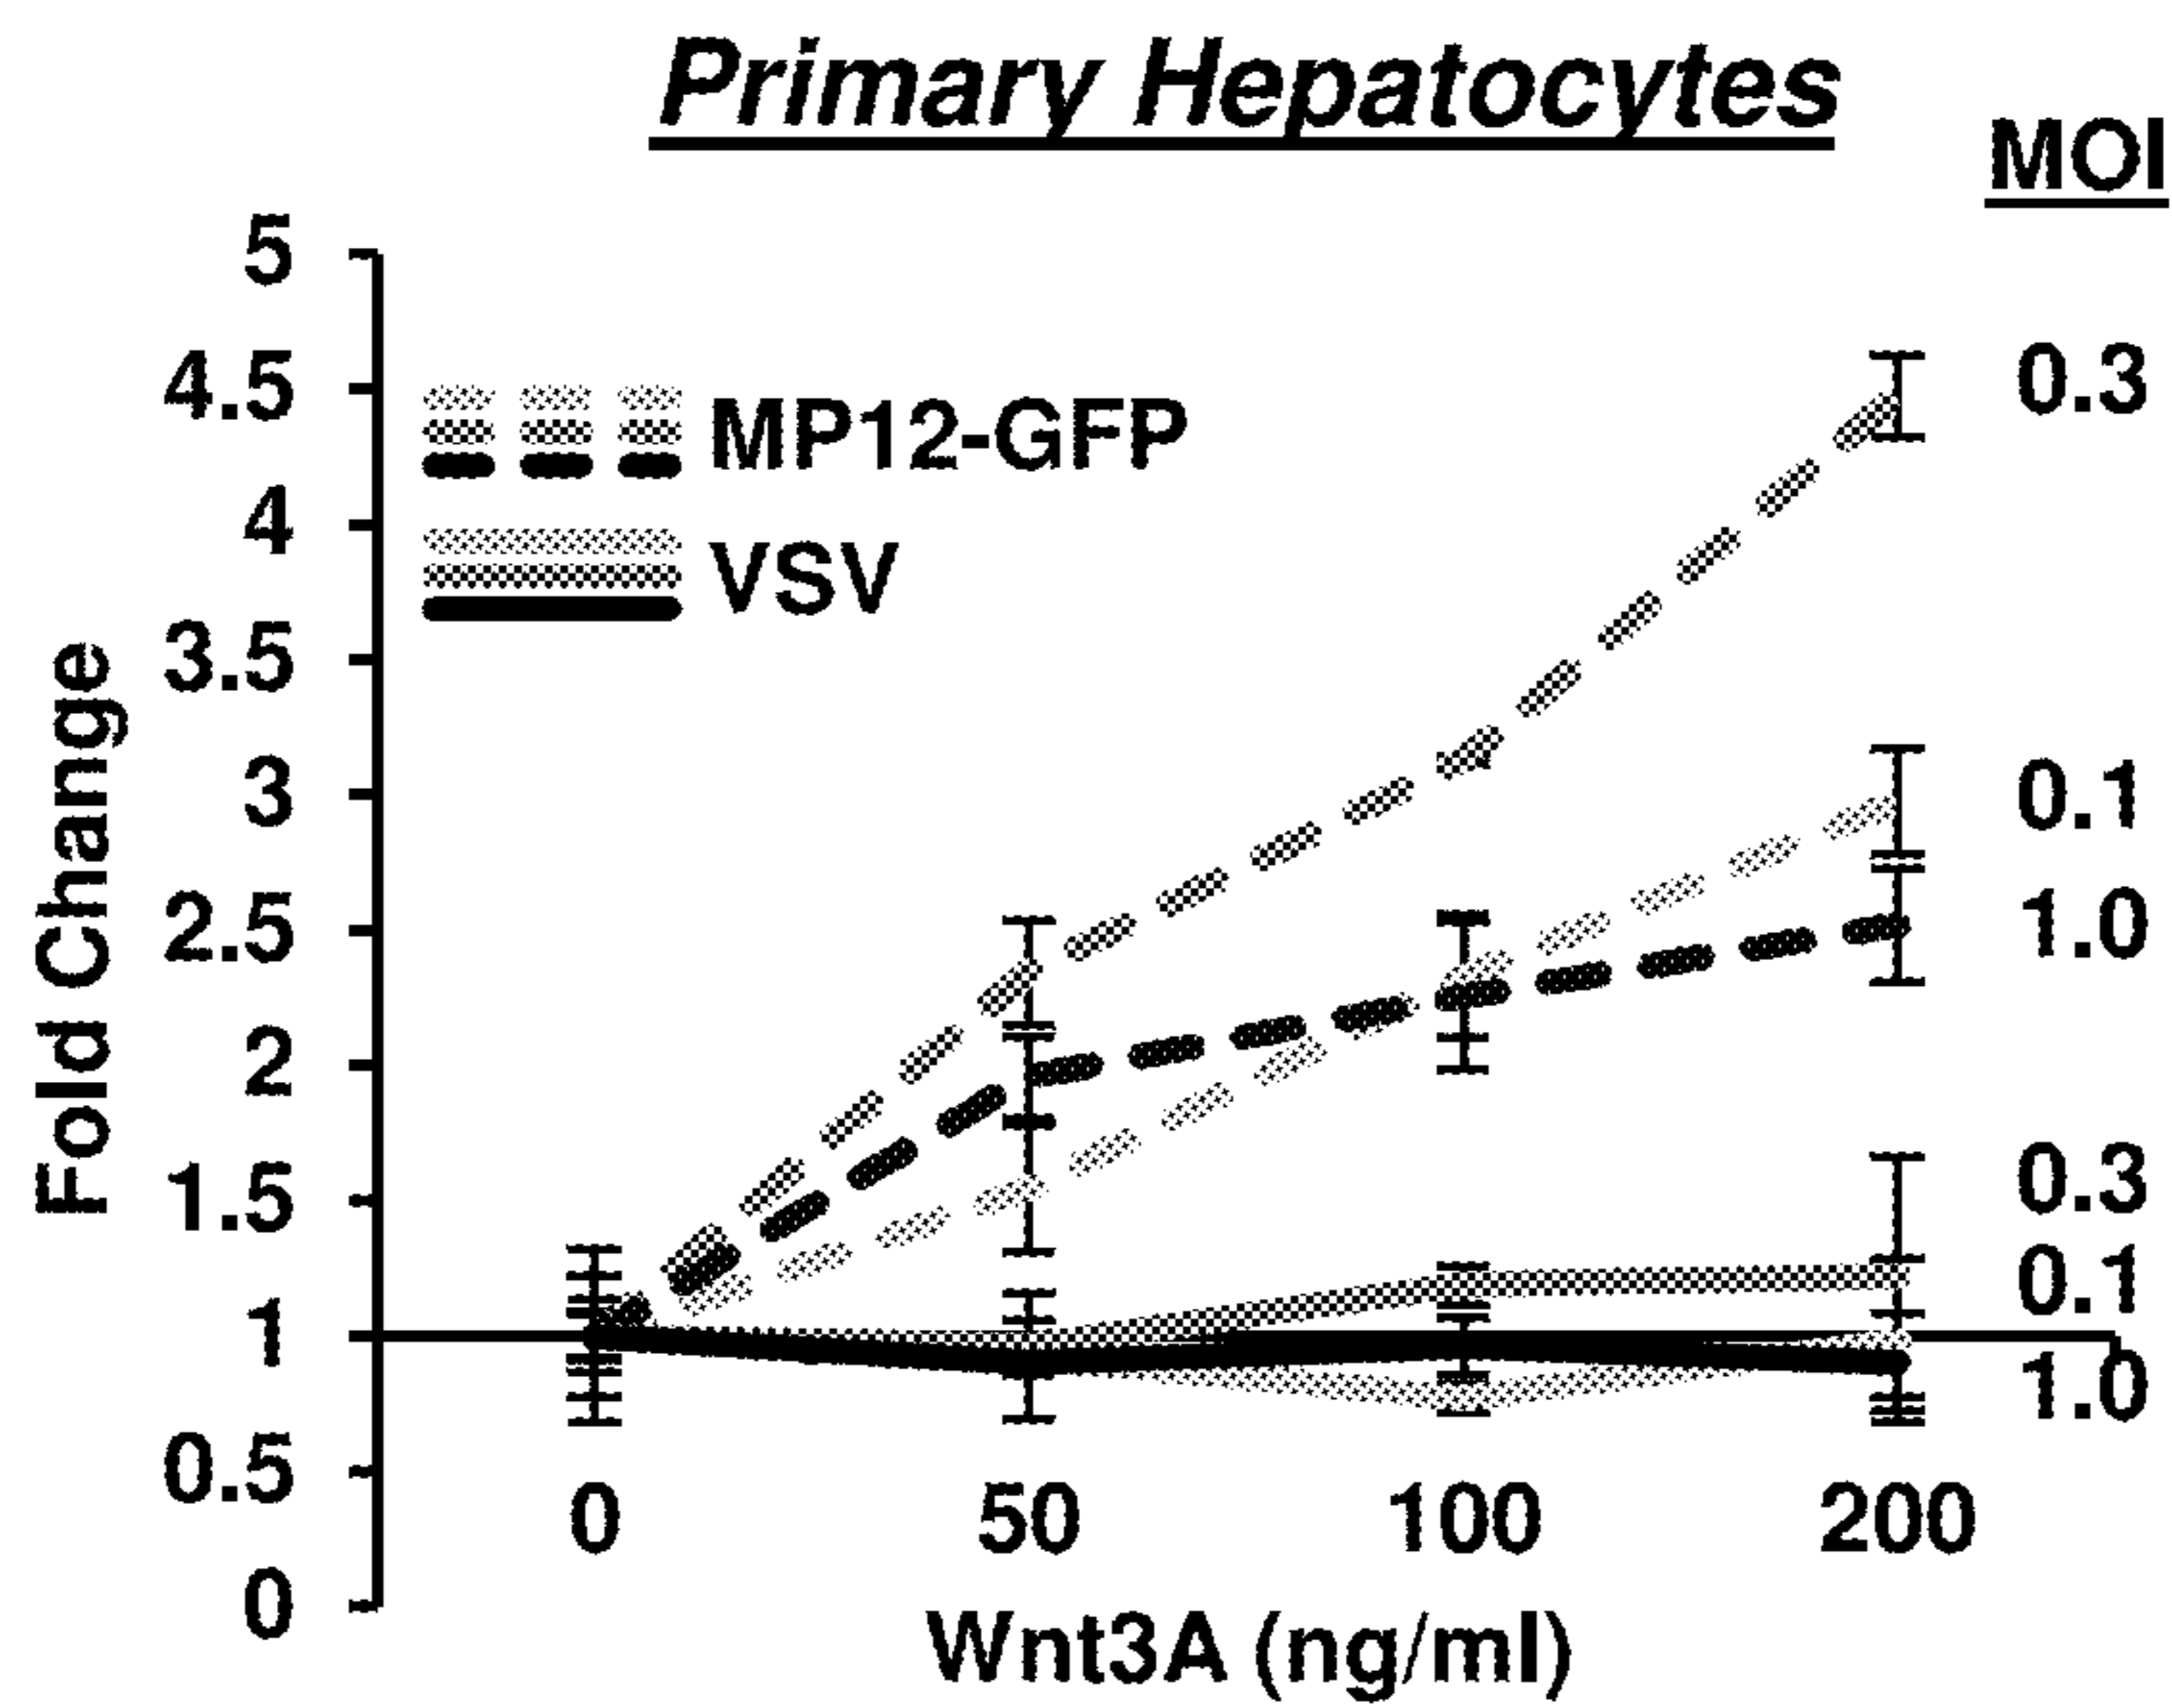 Primary Hepatocytes
MOI
5
4.5
4
3.5
3
2.5
2
1.5
1
0.5
0
Fold Change
MP12-GFP
VSV
0.3
0.1
1.0
0.3
0.1
1.0
0 50 100 200
Wnt3A (ng/ml)